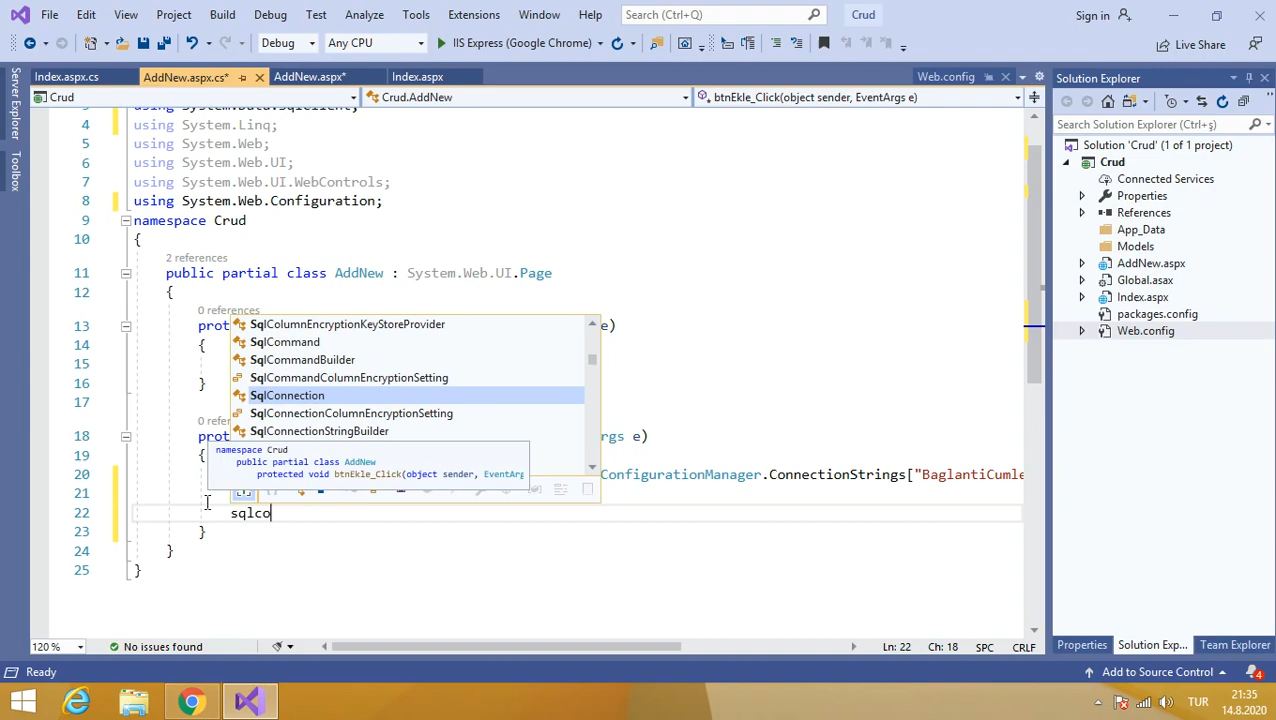 File Edit View Project Build Debug Test Analyze Tools Extensions Window Help Search (Ctrl+Q) Crud Sign in
Debug Any CPU IIS Express (Google Chrome) Live Share
Index.aspx.cs AddNew.aspx.cs* AddNew.aspx* Index.aspx Web.config
Crud Crud.AddNew btnEkle_Click(object sender, EventArgs e)
Server Explorer
Toolbox
4 using System.Linq;
5 using System.Web;
6 using System.Web.UI;
7 using System.Web.UI.WebControls;
8 using System.Web.Configuration;
9 namespace Crud
10 {
2 references
11 public partial class AddNew : System.Web.UI.Page
12 {
0 references
13 prot e)
14 {
15
16 }
17
0 refer
18 prot gs e)
19 {
20 ConfigurationManager.ConnectionStrings["BaglantiCumle
21
22 sqlco
23 }
24 }
25 }
SqlColumnEncryptionKeyStoreProvider
SqlCommand
SqlCommandBuilder
SqlCommandColumnEncryptionSetting
SqlConnection
SqlConnectionColumnEncryptionSetting
SqlConnectionStringBuilder
namespace Crud
public partial class AddNew
protected void btnEkle_Click(object sender, EventArg
120 % No issues found Ln: 22 Ch: 18 SPC CRLF
Solution Explorer
Search Solution Explorer (Ctrl+ş)
Solution 'Crud' (1 of 1 project)
Crud
Connected Services
Properties
References
App_Data
Models
AddNew.aspx
Global.asax
Index.aspx
packages.config
Web.config
Properties Solution Exp... Team Explorer
Ready Add to Source Control 4
TUR 21:35
14.8.2020